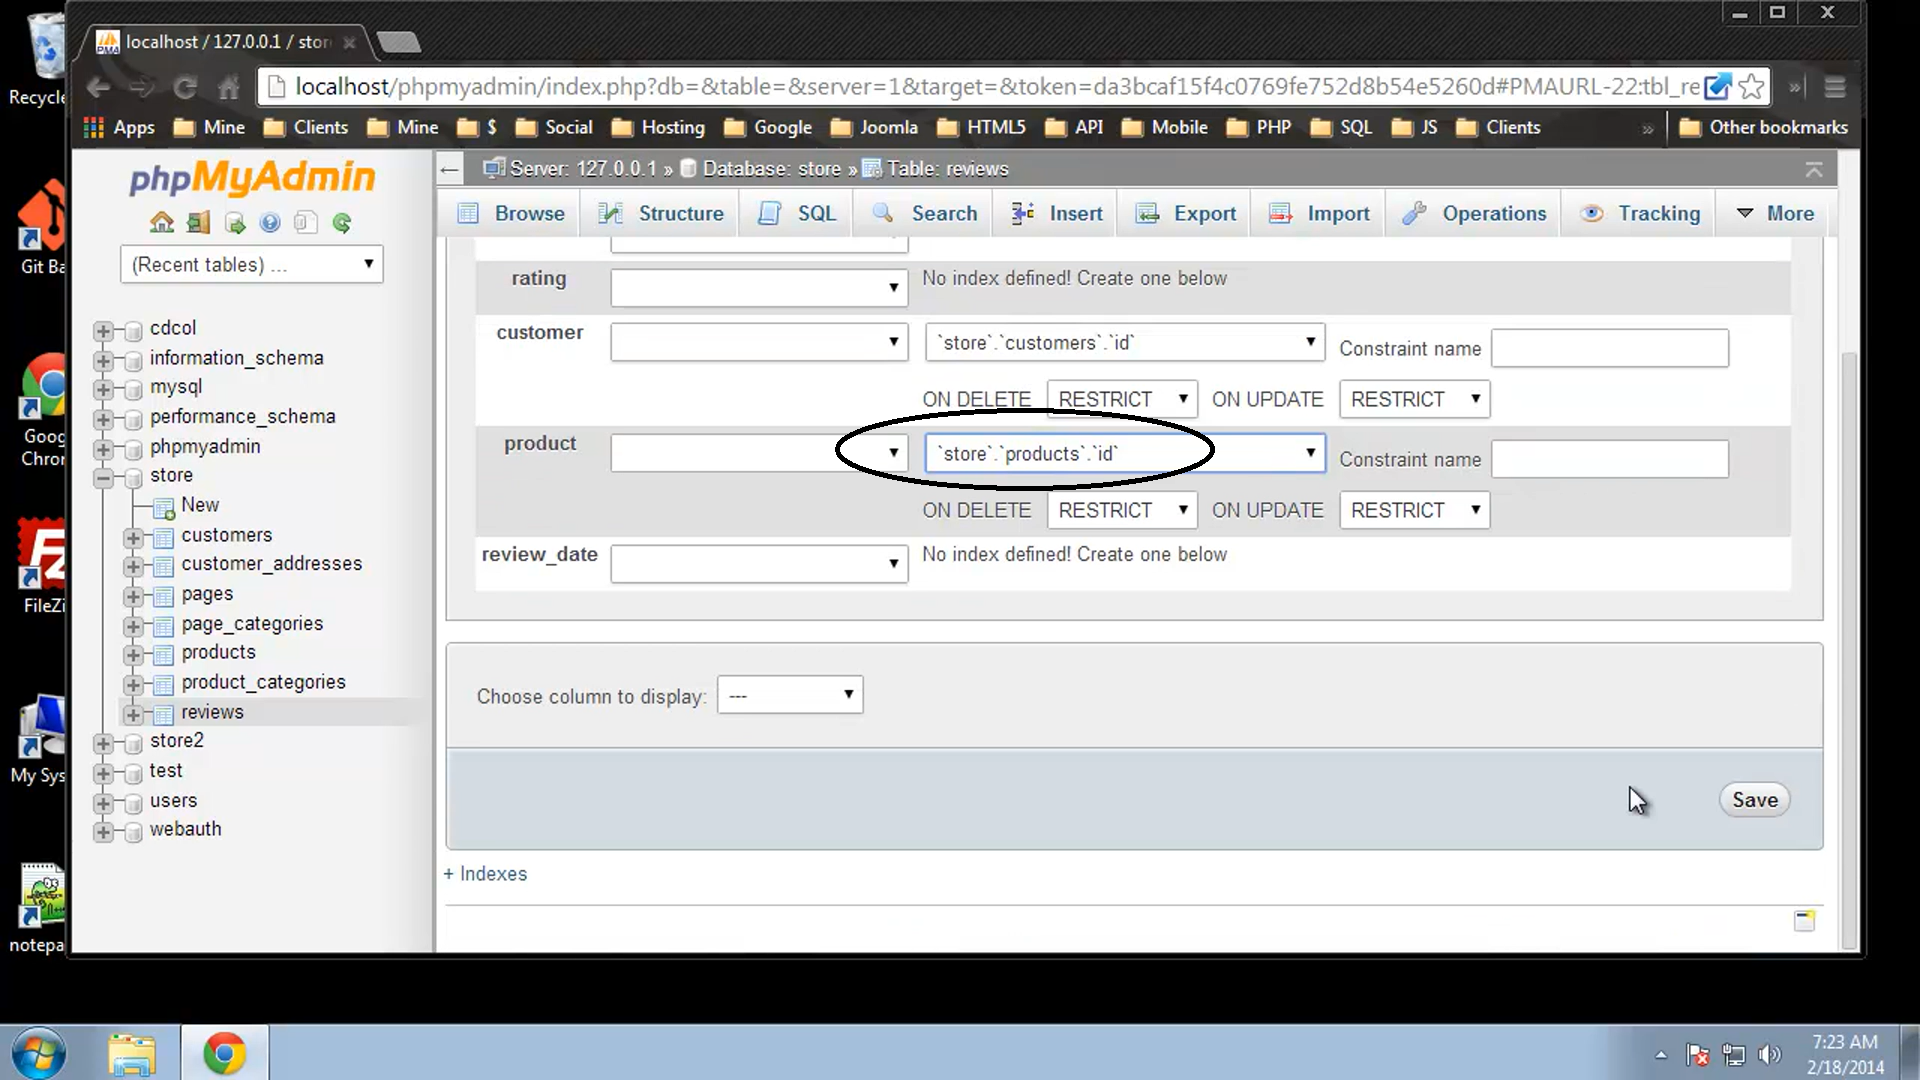 localhost / 127.0.0.1 / stor
localhost/phpmyadmin/index.php?db=&table=&server=1&target=&token=da3bcaf15f4c0769fe752d8b54e5260d#PMAURL-22:tbl_re
Apps Mine Clients Mine $ Social Hosting Google Joomla HTML5 API Mobile PHP SQL JS Clients » Other bookmarks
Recycle
Git Ba
Goog
Chron
FileZi
My Sys
notepa
phpMyAdmin
(Recent tables) ...
cdcol
information_schema
mysql
performance_schema
phpmyadmin
store
New
customers
customer_addresses
pages
page_categories
products
product_categories
reviews
store2
test
users
webauth
Server: 127.0.0.1 » Database: store » Table: reviews
Browse Structure SQL Search Insert Export Import Operations Tracking More
rating No index defined! Create one below
customer `store`.`customers`.`id` Constraint name
ON DELETE RESTRICT ON UPDATE RESTRICT
product `store`.`products`.`id` Constraint name
ON DELETE RESTRICT ON UPDATE RESTRICT
review_date No index defined! Create one below
Choose column to display: ---
Save
+ Indexes
7:23 AM
2/18/2014